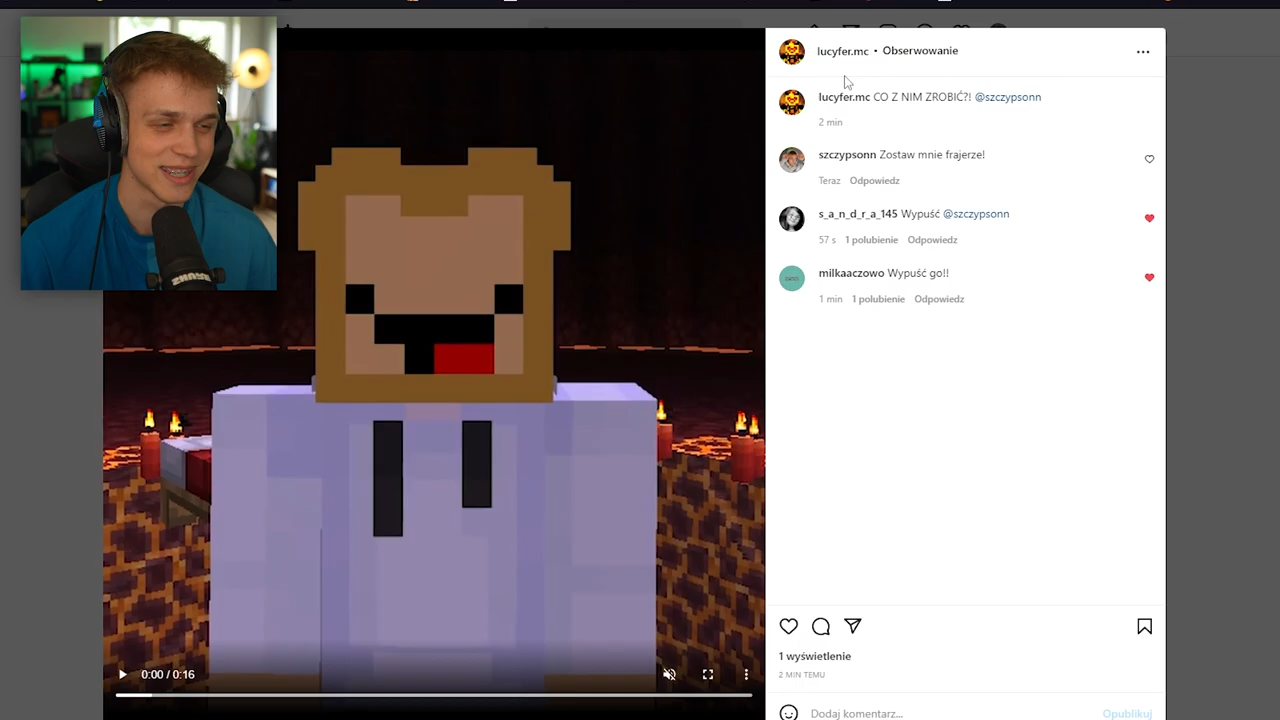 lucyfer.mc • Obserwowanie
lucyfer.mc CO Z NIM ZROBIĆ?! @szczypsonn
2 min
szczypsonn Zostaw mnie frajerze!
Teraz Odpowiedz
s_a_n_d_r_a_145 Wypuść @szczypsonn
57 s 1 polubienie Odpowiedz
milkaaczowo Wypuść go!!
1 min 1 polubienie Odpowiedz
0:00 / 0:16
1 wyświetlenie
2 MIN TEMU
Dodaj komentarz... Opublikuj